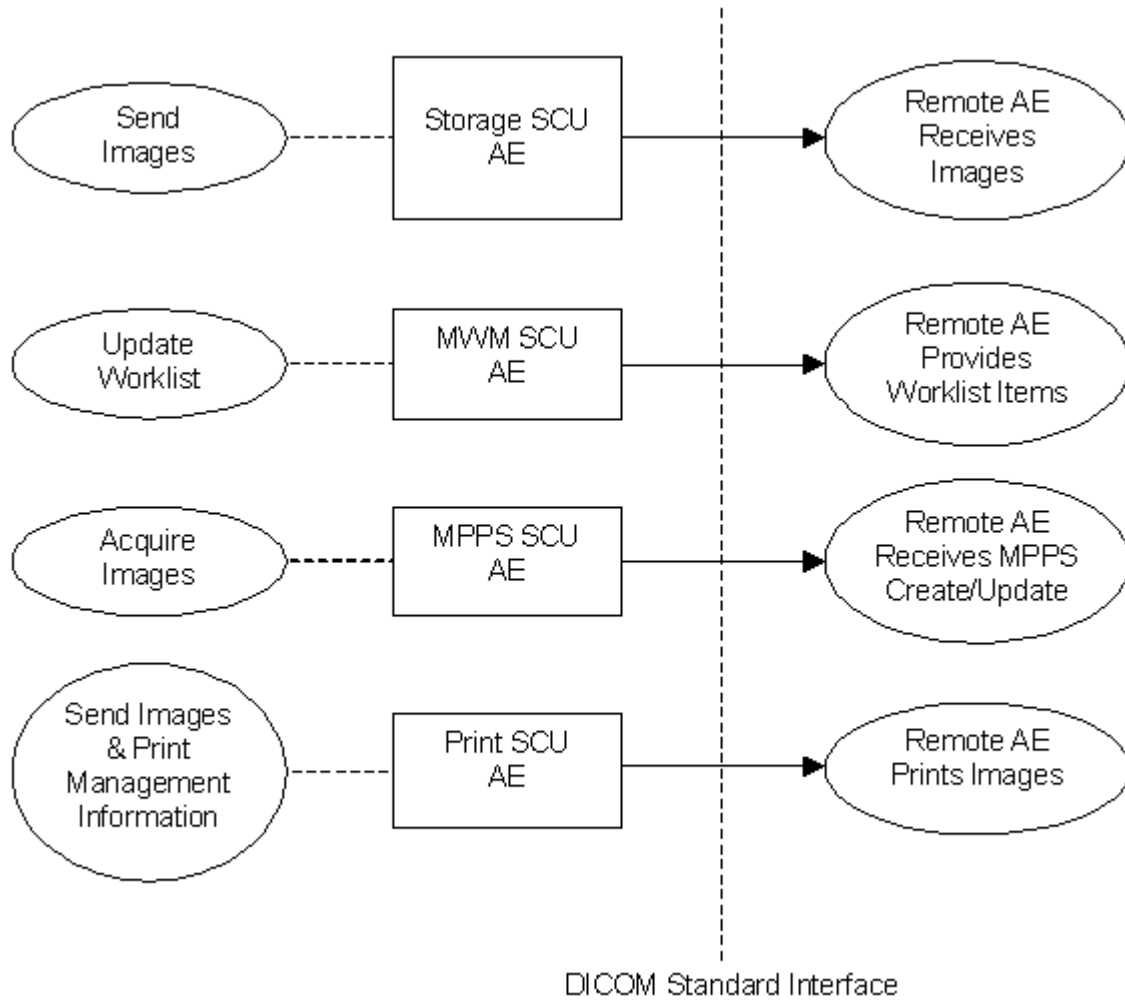 Send
Images
Storage SCU
AE
Remote AE
Receives
Images
Update
Worklist
MWM SCU
AE
Remote AE
Provides
Worklist Items
Acquire
Images
MPPS SCU
AE
Remote AE
Receives MPPS
Create/Update
Send Images
& Print
Management
Information
Print SCU
AE
Remote AE
Prints Images
DICOM Standard Interface